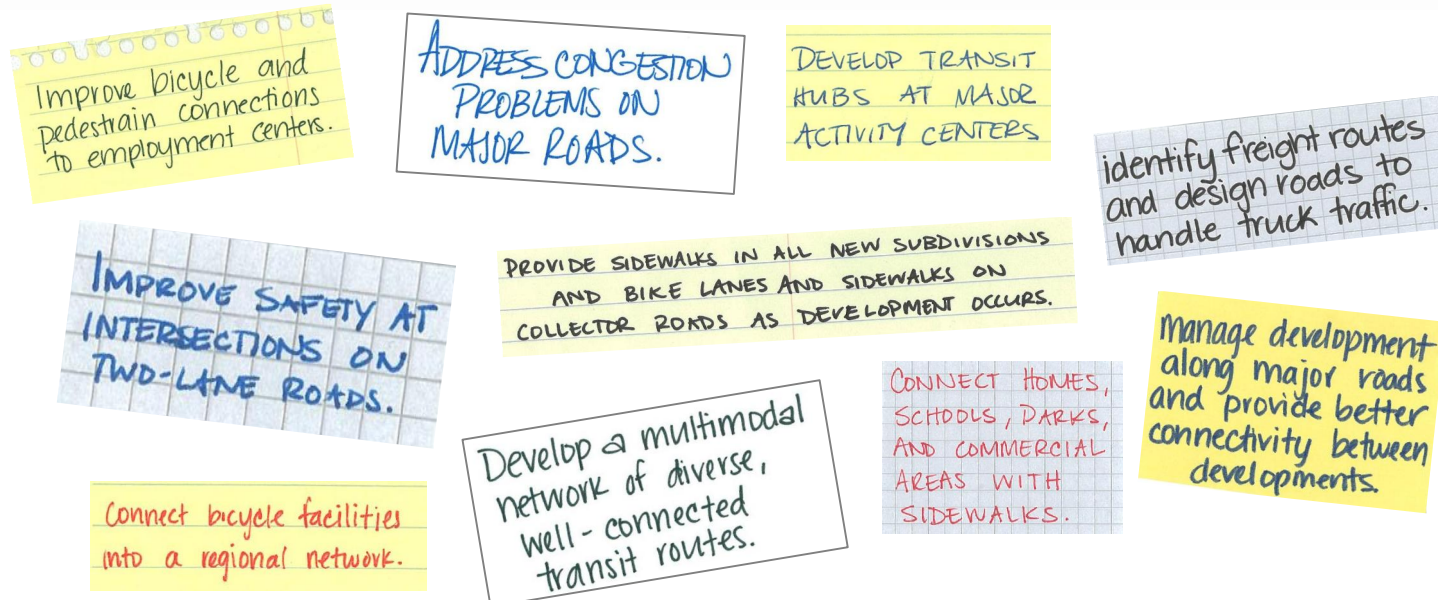 Improve bicycle and
pedestrain connections
to employment centers.
ADDRESS CONGESTION
PROBLEMS ON
MAJOR ROADS.
DEVELOP TRANSIT
HUBS AT MAJOR
ACTIVITY CENTERS
identify freight routes
and design roads to
handle truck traffic.
IMPROVE SAFETY AT
INTERSECTIONS ON
TWO-LANE ROADS.
PROVIDE SIDEWALKS IN ALL NEW SUBDIVISIONS
AND BIKE LANES AND SIDEWALKS ON
COLLECTOR ROADS AS DEVELOPMENT OCCURS.
manage development
along major roads
and provide better
connectivity between
developments.
CONNECT HOMES,
SCHOOLS, PARKS,
AND COMMERCIAL
AREAS WITH
SIDEWALKS.
Develop a multimodal
network of diverse,
well-connected
transit routes.
Connect bicycle facilities
into a regional network.